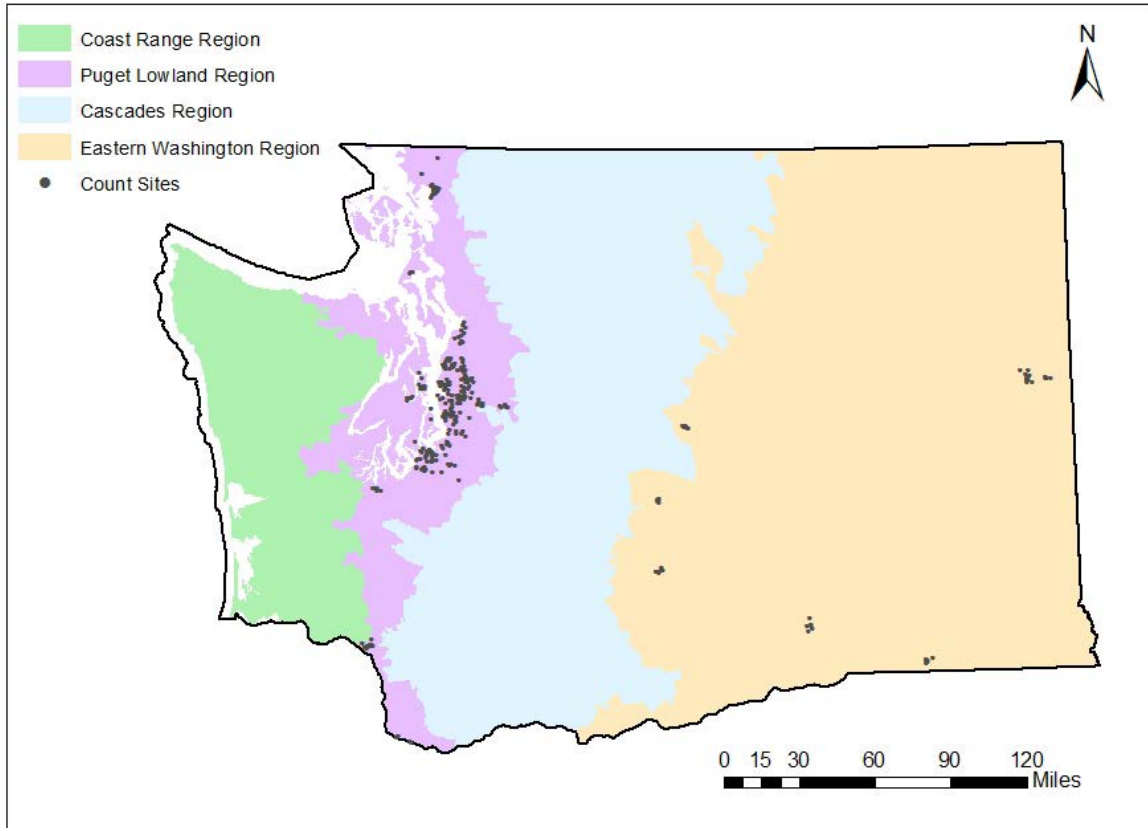 Coast Range Region
Puget Lowland Region
Cascades Region
Eastern Washington Region
Count Sites
N
0 15 30 60 90 120
Miles